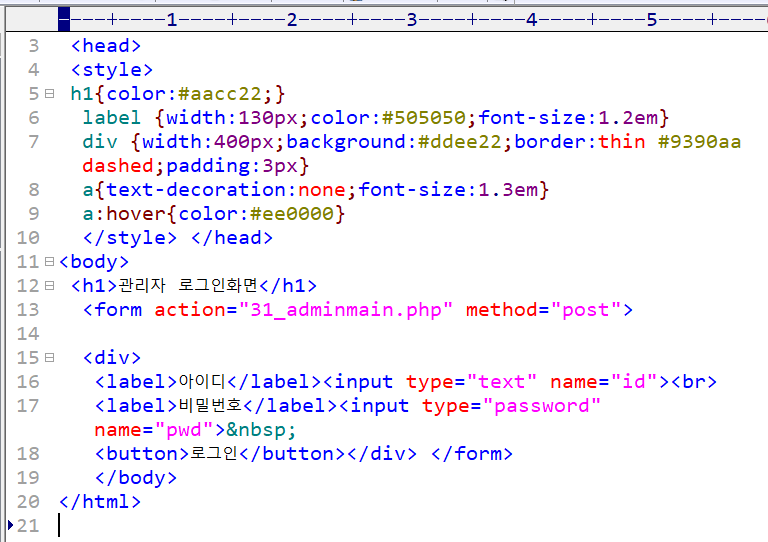 ----+----1----+----2----+----3----+----4----+----5----+----
3 <head>
4 <style>
5 h1{color:#aacc22;}
6 label {width:130px;color:#505050;font-size:1.2em}
7 div {width:400px;background:#ddee22;border:thin #9390aa
dashed;padding:3px}
8 a{text-decoration:none;font-size:1.3em}
9 a:hover{color:#ee0000}
10 </style> </head>
11 <body>
12 <h1>관리자 로그인화면</h1>
13 <form action="31_adminmain.php" method="post">
14
15 <div>
16 <label>아이디</label><input type="text" name="id"><br>
17 <label>비밀번호</label><input type="password"
name="pwd">&nbsp;
18 <button>로그인</button></div> </form>
19 </body>
20 </html>
21